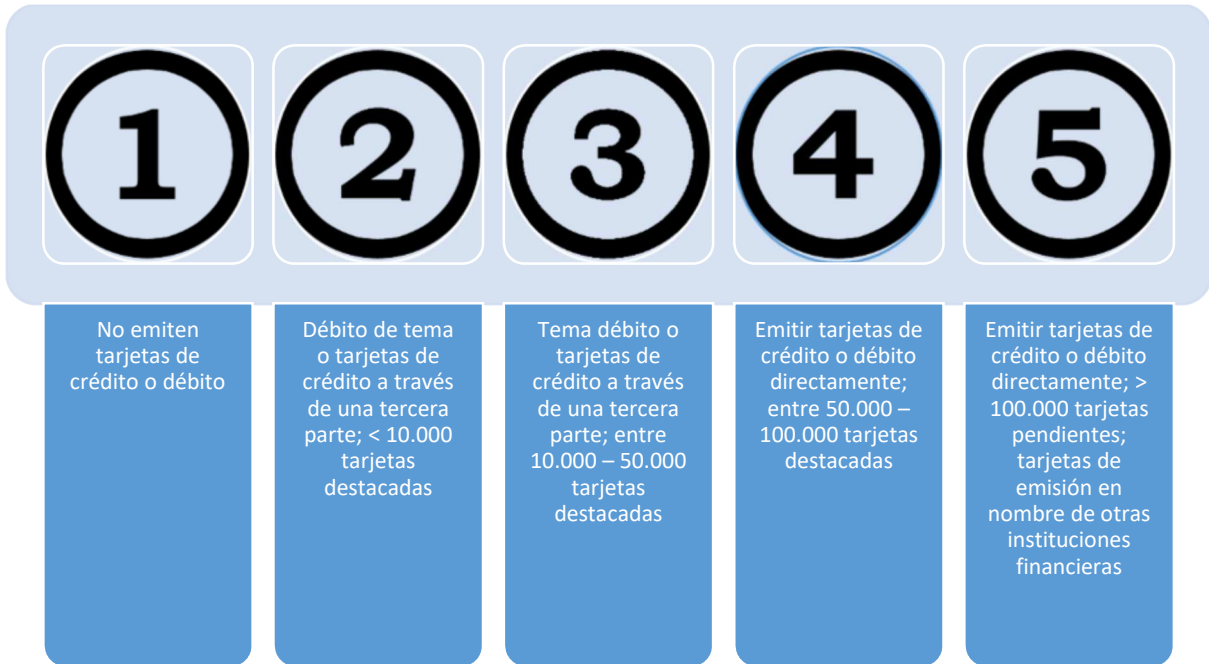 1
2
3
4
5
No emiten
tarjetas de
crédito o débito
Débito de tema
o tarjetas de
crédito a través
de una tercera
parte; < 10.000
tarjetas
destacadas
Tema débito o
tarjetas de
crédito a través
de una tercera
parte; entre
10.000 – 50.000
tarjetas
destacadas
Emitir tarjetas de
crédito o débito
directamente;
entre 50.000 –
100.000 tarjetas
destacadas
Emitir tarjetas de
crédito o débito
directamente; >
100.000 tarjetas
pendientes;
tarjetas de
emisión en
nombre de otras
instituciones
financieras